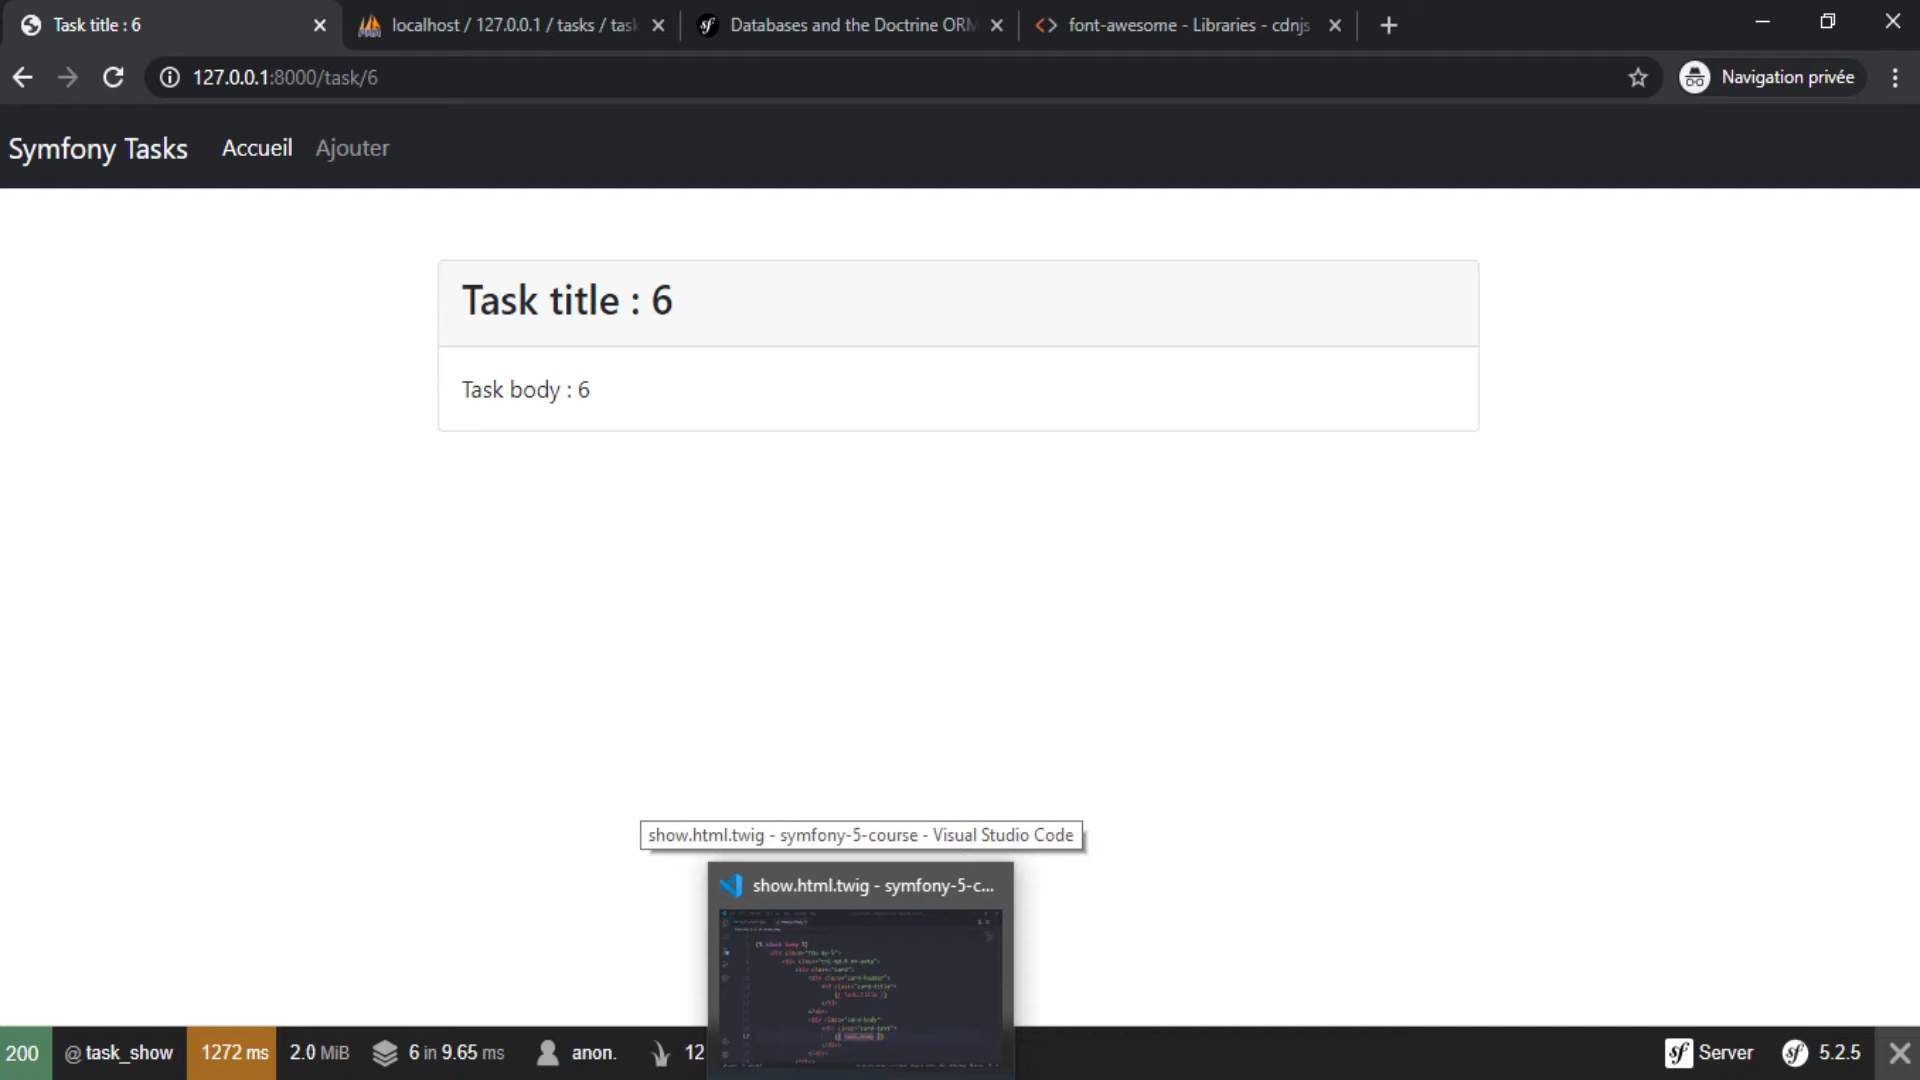 Task title : 6
localhost / 127.0.0.1 / tasks / task
Databases and the Doctrine ORM
font-awesome - Libraries - cdnjs
127.0.0.1:8000/task/6
Navigation privée
Symfony Tasks Accueil Ajouter
Task title : 6
Task body : 6
show.html.twig - symfony-5-course - Visual Studio Code
show.html.twig - symfony-5-c...
200 @ task_show 1272 ms 2.0 MiB 6 in 9.65 ms anon. 12 Server 5.2.5